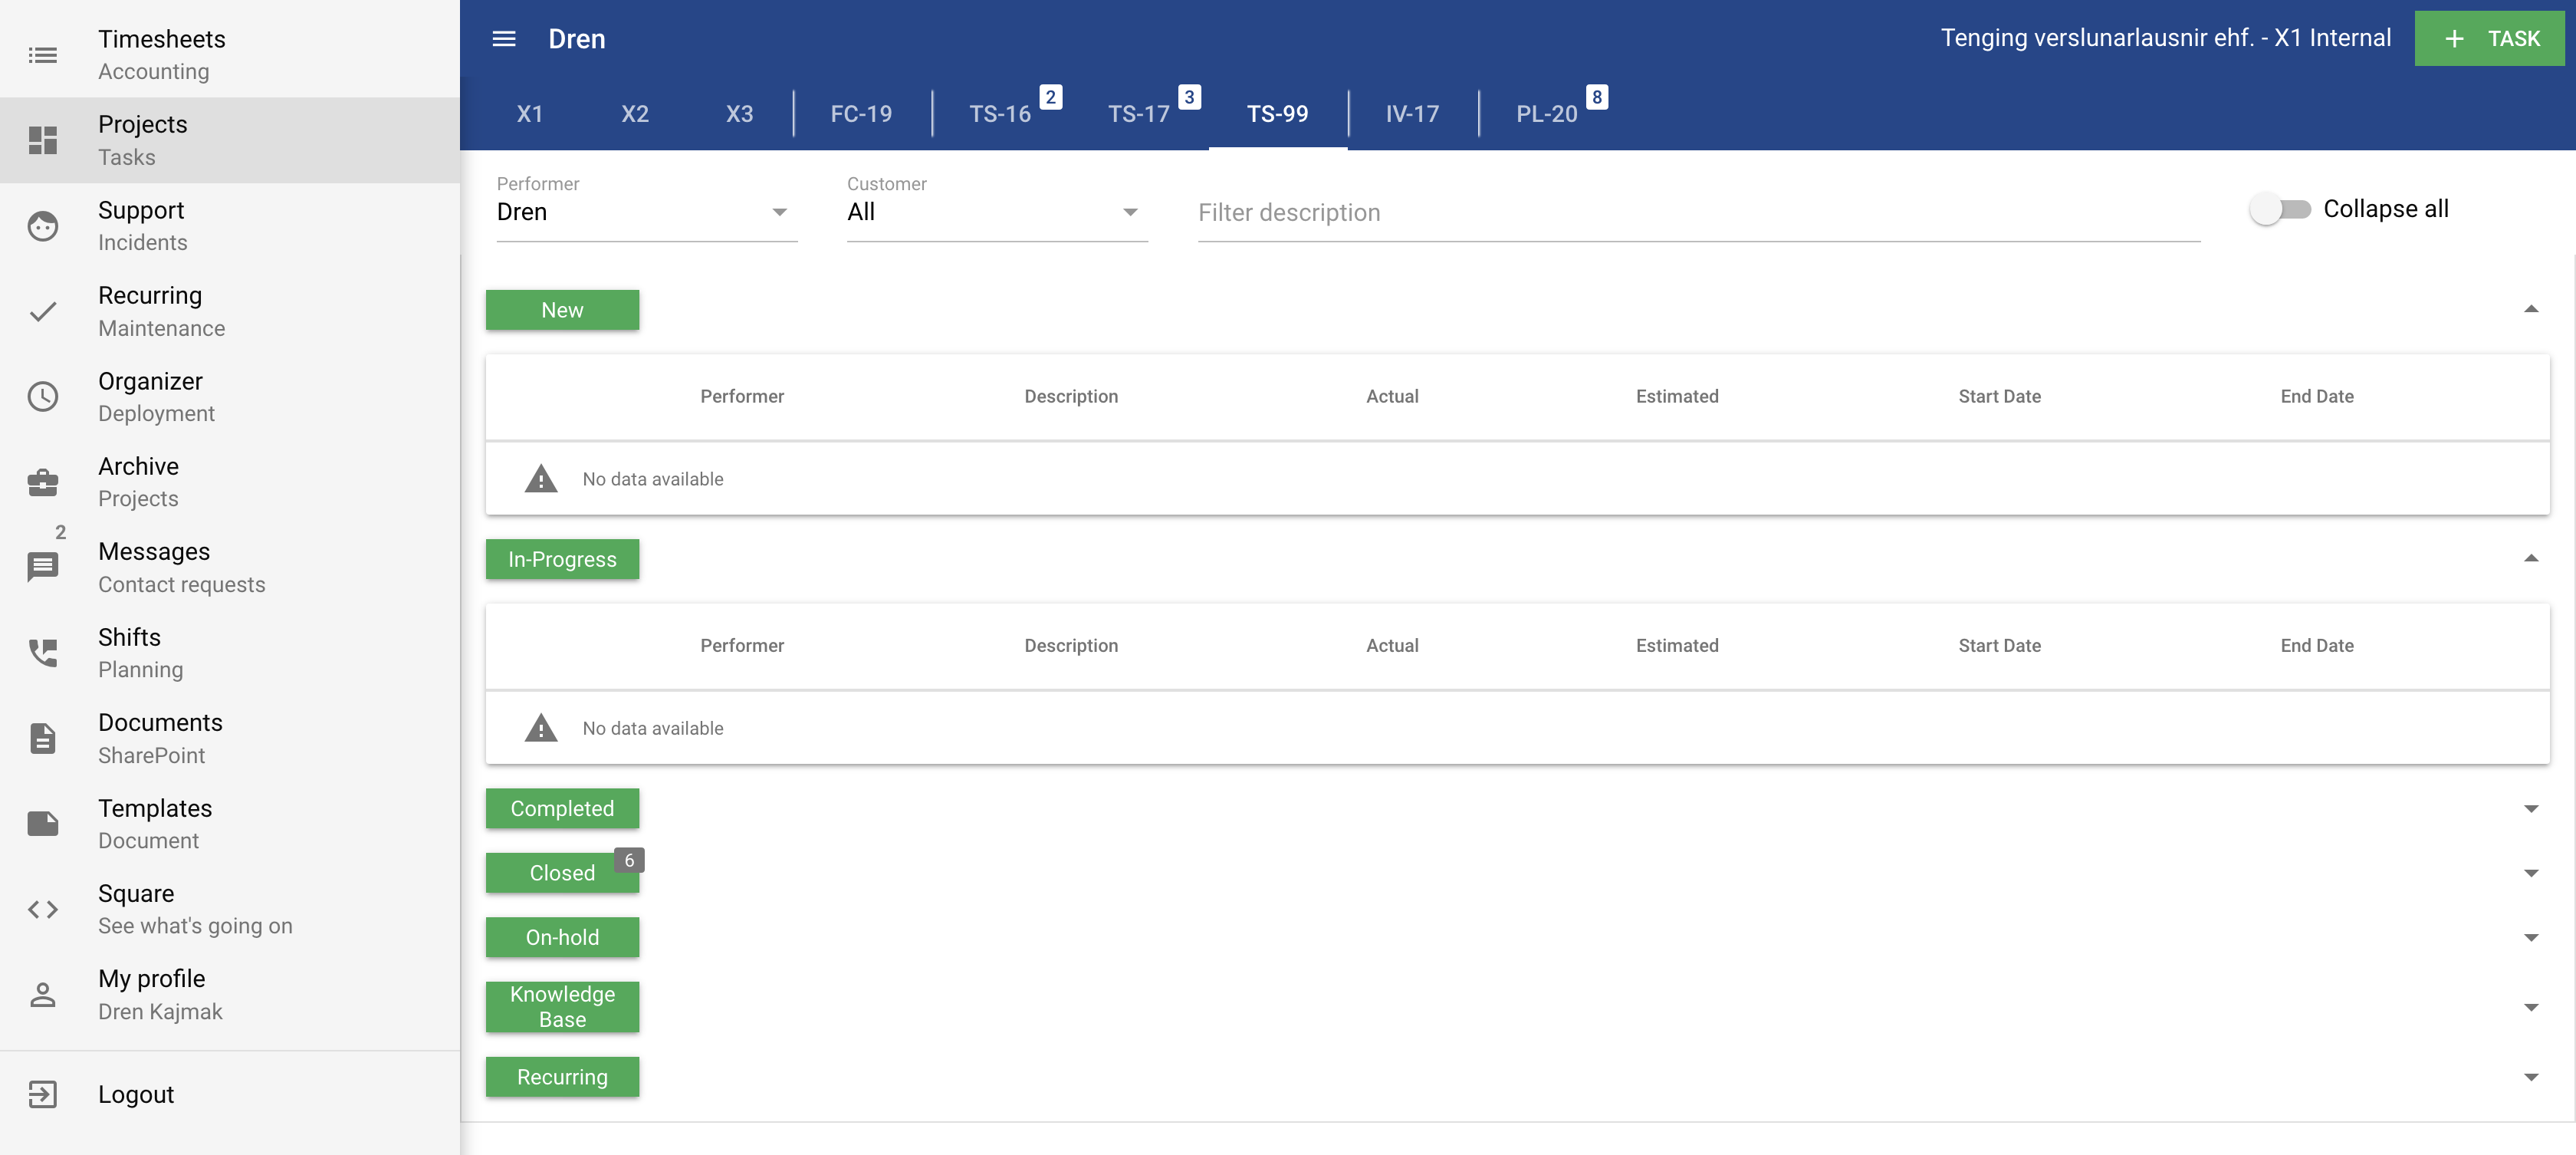 Timesheets
Accounting
Projects
Tasks
Support
Incidents
Recurring
Maintenance
Organizer
Deployment
Archive
Projects
2
Messages
Contact requests
Shifts
Planning
Documents
SharePoint
Templates
Document
Square
See what's going on
My profile
Dren Kajmak
Logout
Dren
Tenging verslunarlausnir ehf. - X1 Internal
+ TASK
X1 X2 X3 FC-19 TS-16 2 TS-17 3 TS-99 IV-17 PL-20 8
Performer
Dren
Customer
All
Filter description
Collapse all
New
Performer Description Actual Estimated Start Date End Date
No data available
In-Progress
Performer Description Actual Estimated Start Date End Date
No data available
Completed
Closed 6
On-hold
Knowledge
Base
Recurring